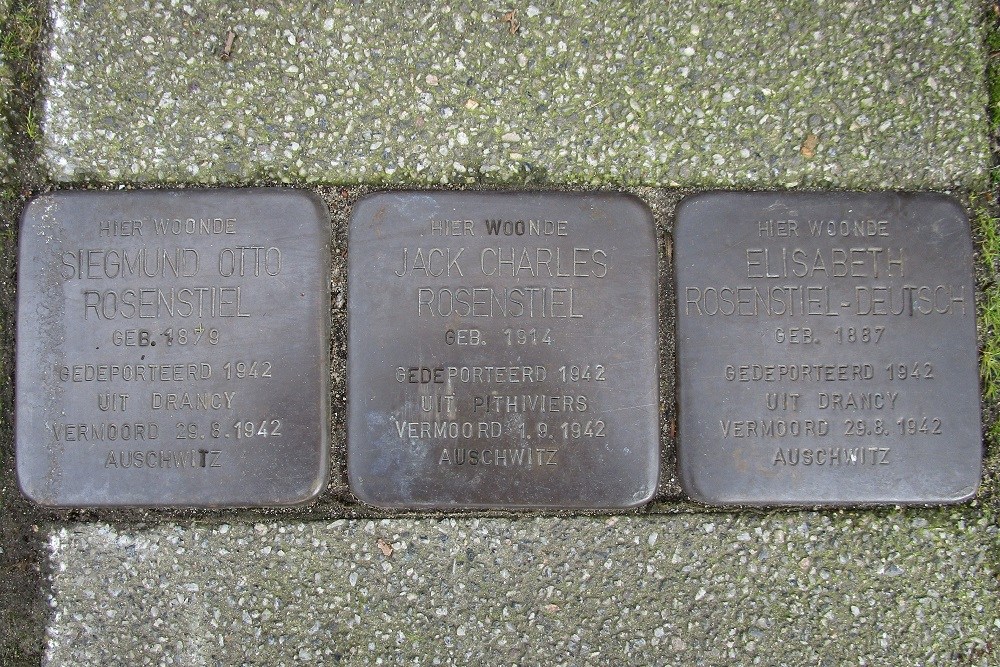 HIER WOONDE
SIEGMUND OTTO
ROSENSTIEL
GEB. 1879
GEDEPORTEERD 1942
UIT DRANCY
VERMOORD 29.8.1942
AUSCHWITZ
HIER WOONDE
JACK CHARLES
ROSENSTIEL
GEB. 1914
GEDEPORTEERD 1942
UIT PITHIVIERS
VERMOORD 1.9.1942
AUSCHWITZ
HIER WOONDE
ELISABETH
ROSENSTIEL-DEUTSCH
GEB. 1887
GEDEPORTEERD 1942
UIT DRANCY
VERMOORD 29.8.1942
AUSCHWITZ